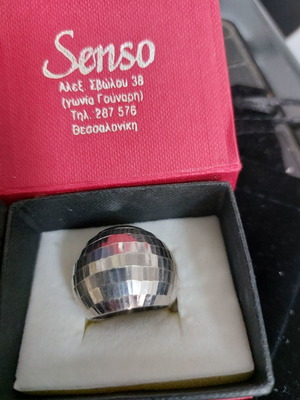 Senso
Αλεξ. Σβώλου 38
(γωνία Γούναρη)
Τηλ. 287 576
Θεσσαλονίκη